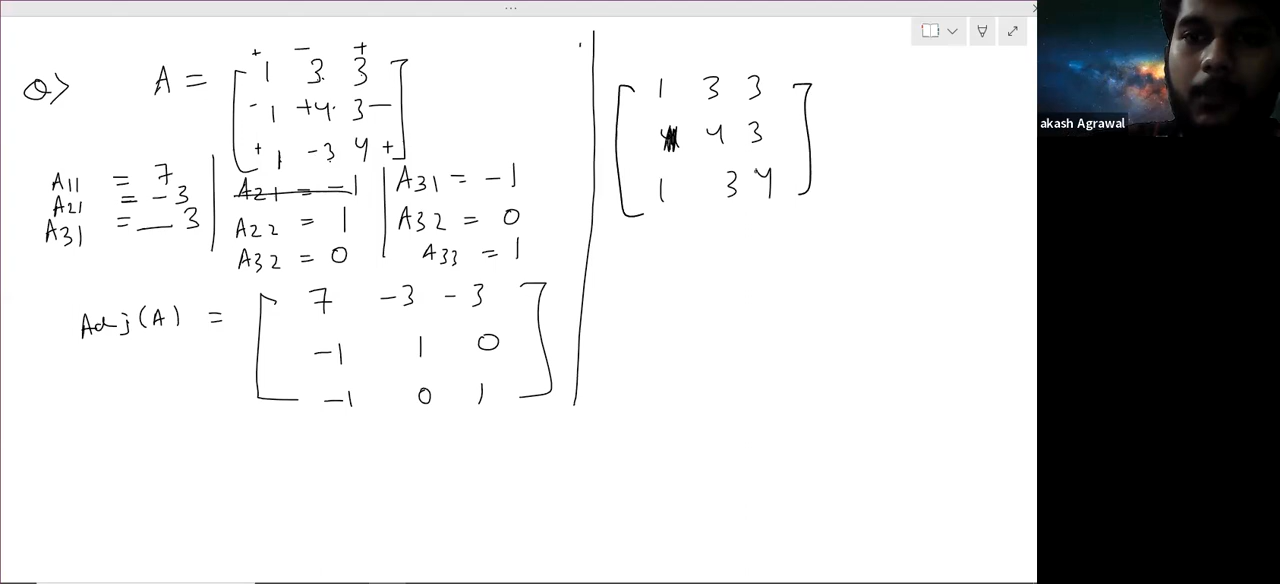 Q> A = [ 1 3 3
1 4 3
1 3 4 ]
+ - +
- + -
+ - +
A11 = 7
A21 = -3
A31 = - 3
A21 = -1
A22 = 1
A32 = 0
A31 = -1
A32 = 0
A33 = 1
Adj(A) = [ 7 -3 -3
-1 1 0
-1 0 1 ]
[ 1 3 3
4 3
1 3 4 ]
akash Agrawal